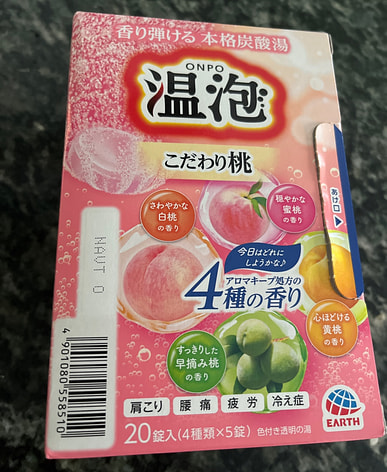 香り弾ける 本格炭酸湯
ONPO
温泡
こだわり桃
あけ口
さわやかな
白桃
の香り
穏やかな
蜜桃
の香り
今日はどれに
しようかな♪
アロマキープ処方の
4種の香り
心ほどける
黄桃
の香り
すっきりした
早摘み桃
の香り
NAUT 0
4901080558510
肩こり 腰痛 疲労 冷え症
20錠入(4種類×5錠) 色付き透明の湯
EARTH